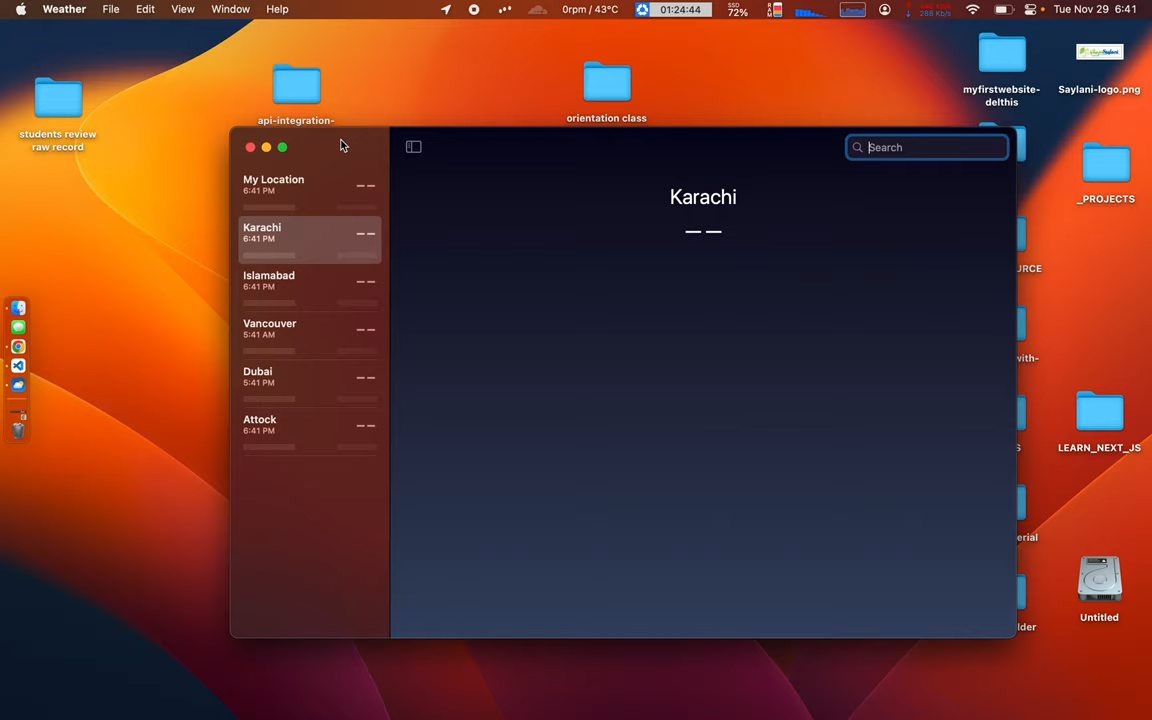 Weather File Edit View Window Help 0rpm / 43°C 01:24:44 SSD 72% Tue Nov 29 6:41
students review
raw record
api-integration-
orientation class
myfirstwebsite-
delthis
Saylani-logo.png
_PROJECTS
URCE
ith-
S
LEARN_NEXT_JS
erial
Untitled
lder
Search
My Location
6:41 PM
— —
Karachi
6:41 PM
— —
Islamabad
6:41 PM
— —
Vancouver
5:41 AM
— —
Dubai
5:41 PM
— —
Attock
6:41 PM
— —
Karachi
— —